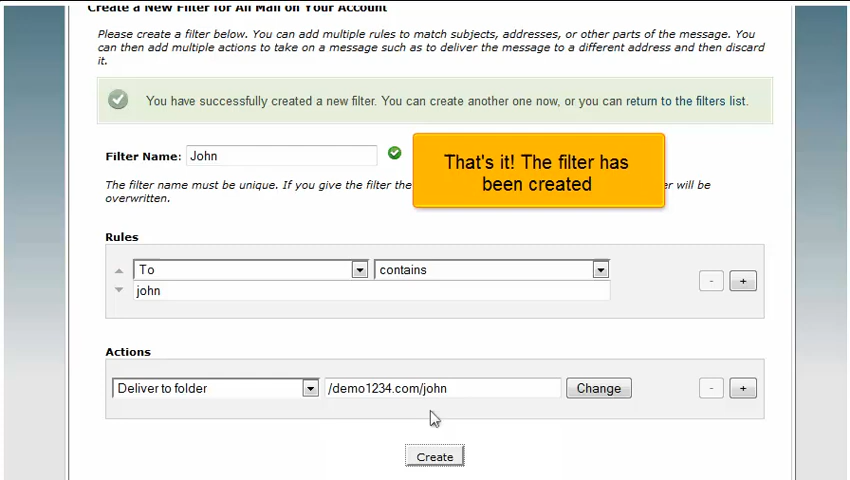 Create a New Filter for All Mail on Your Account
Please create a filter below. You can add multiple rules to match subjects, addresses, or other parts of the message. You
can then add multiple actions to take on a message such as to deliver the message to a different address and then discard
it.
You have successfully created a new filter. You can create another one now, or you can return to the filters list.
Filter Name: John
That's it! The filter has
been created
The filter name must be unique. If you give the filter the
er will be
overwritten.
Rules
To contains
john
- +
Actions
Deliver to folder /demo1234.com/john Change - +
Create